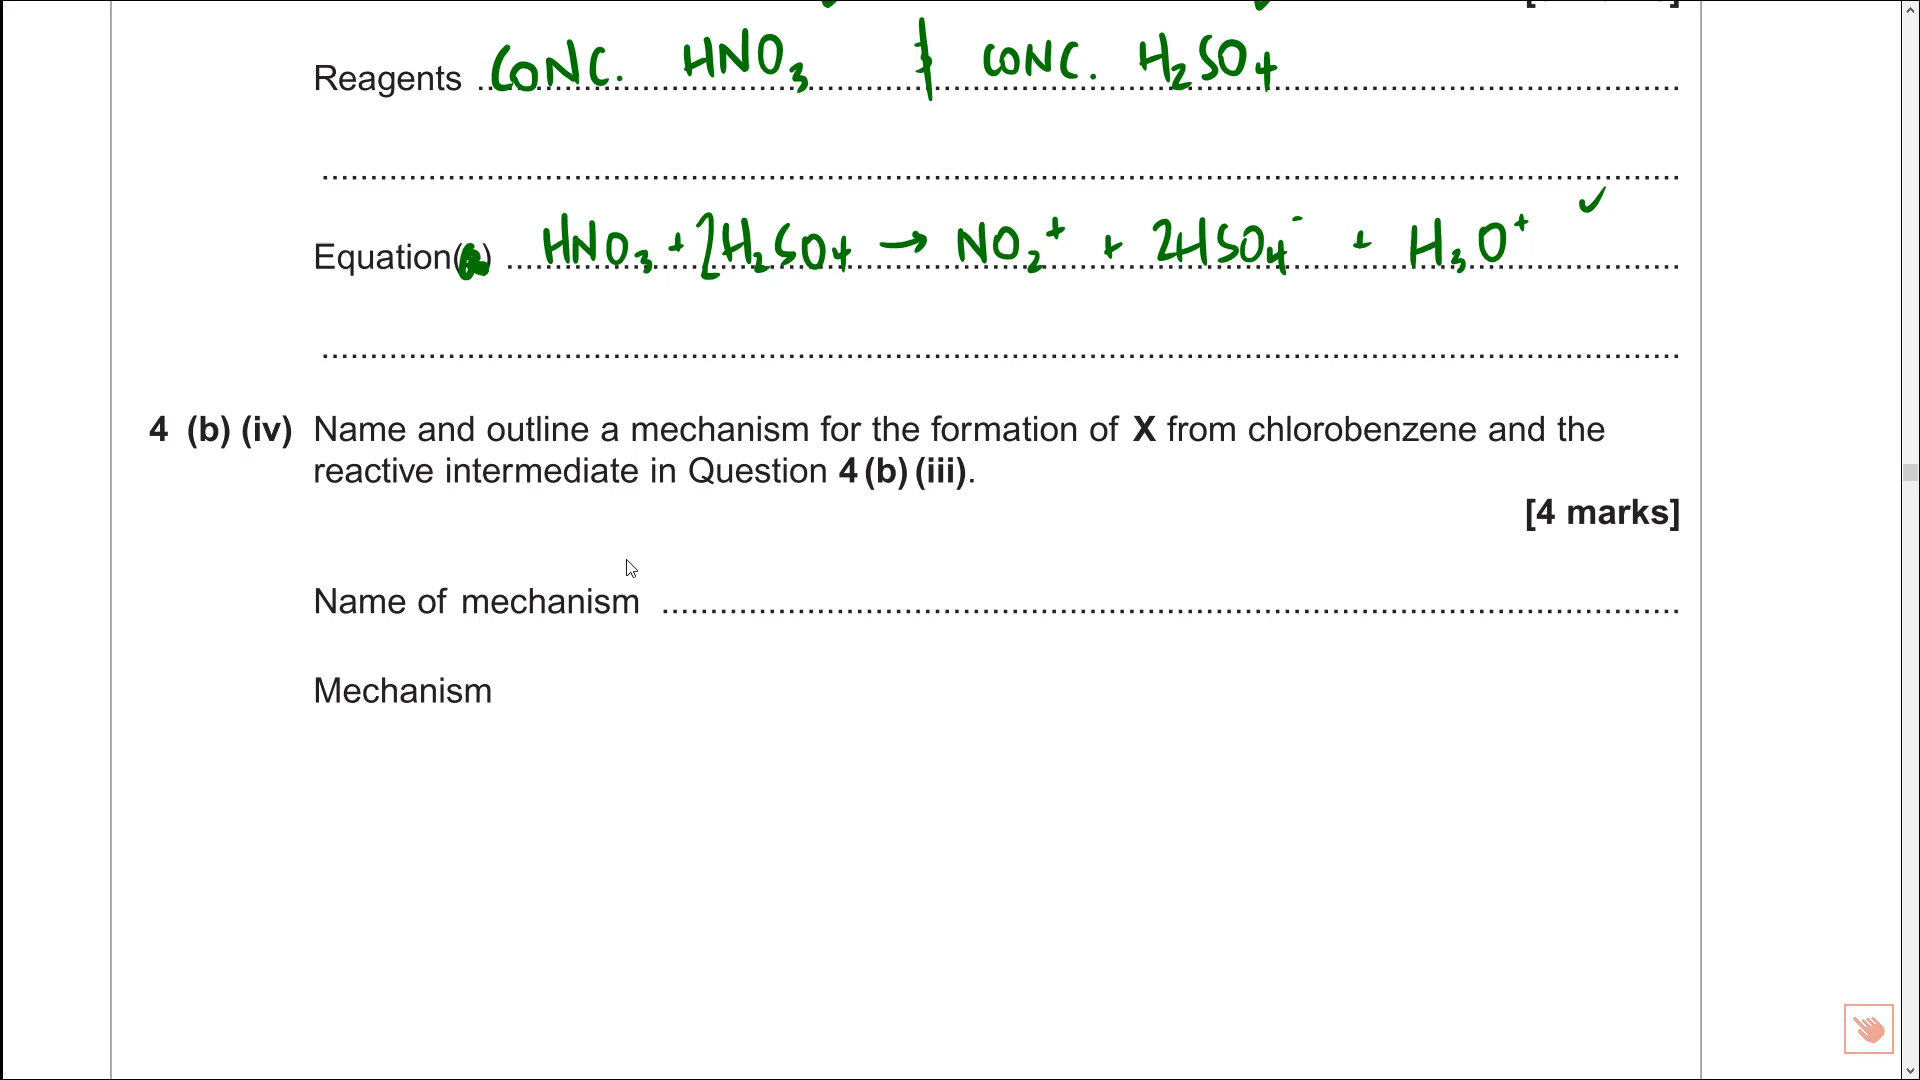 Reagents CONC. HNO₃ & CONC. H₂SO₄
Equation( ) HNO₃ + 2H₂SO₄ → NO₂⁺ + 2HSO₄⁻ + H₃O⁺ ✓
4 (b) (iv) Name and outline a mechanism for the formation of X from chlorobenzene and the
reactive intermediate in Question 4 (b) (iii).
[4 marks]
Name of mechanism
Mechanism